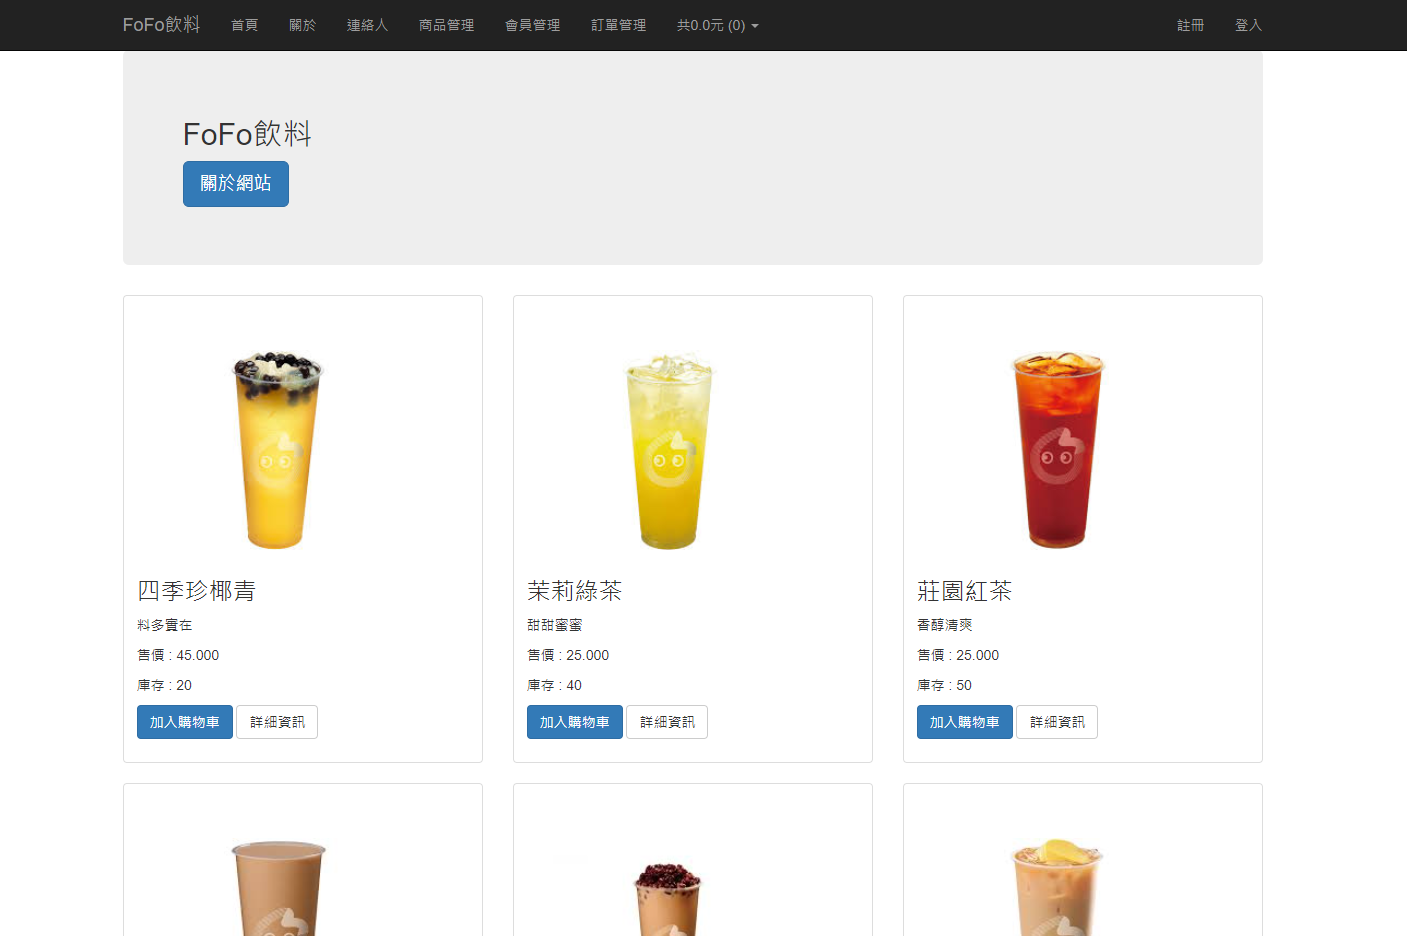 FoFo飲料 首頁 關於 連絡人 商品管理 會員管理 訂單管理 共0.0元 (0) 註冊 登入
FoFo飲料
關於網站
四季珍椰青
料多實在
售價 : 45.000
庫存 : 20
加入購物車 詳細資訊
茉莉綠茶
甜甜蜜蜜
售價 : 25.000
庫存 : 40
加入購物車 詳細資訊
莊園紅茶
香醇清爽
售價 : 25.000
庫存 : 50
加入購物車 詳細資訊